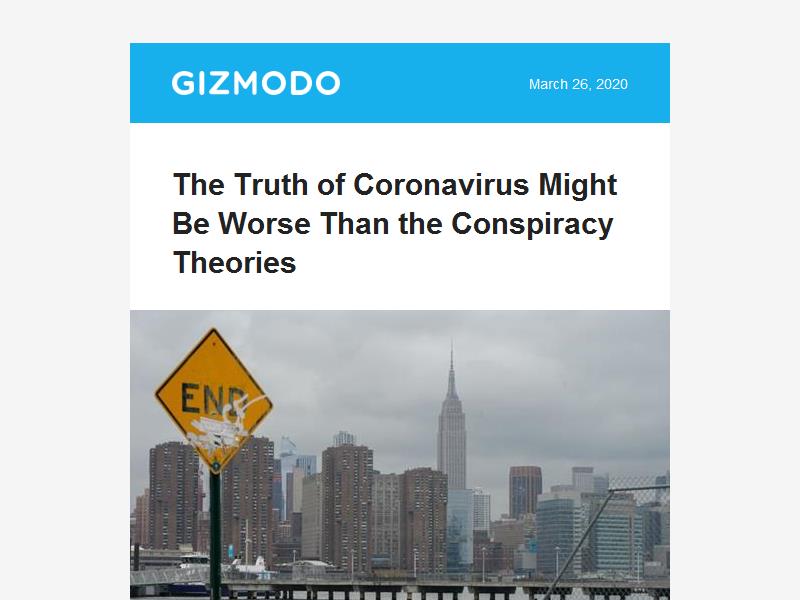 GIZMODO
March 26, 2020
The Truth of Coronavirus Might
Be Worse Than the Conspiracy
Theories
END